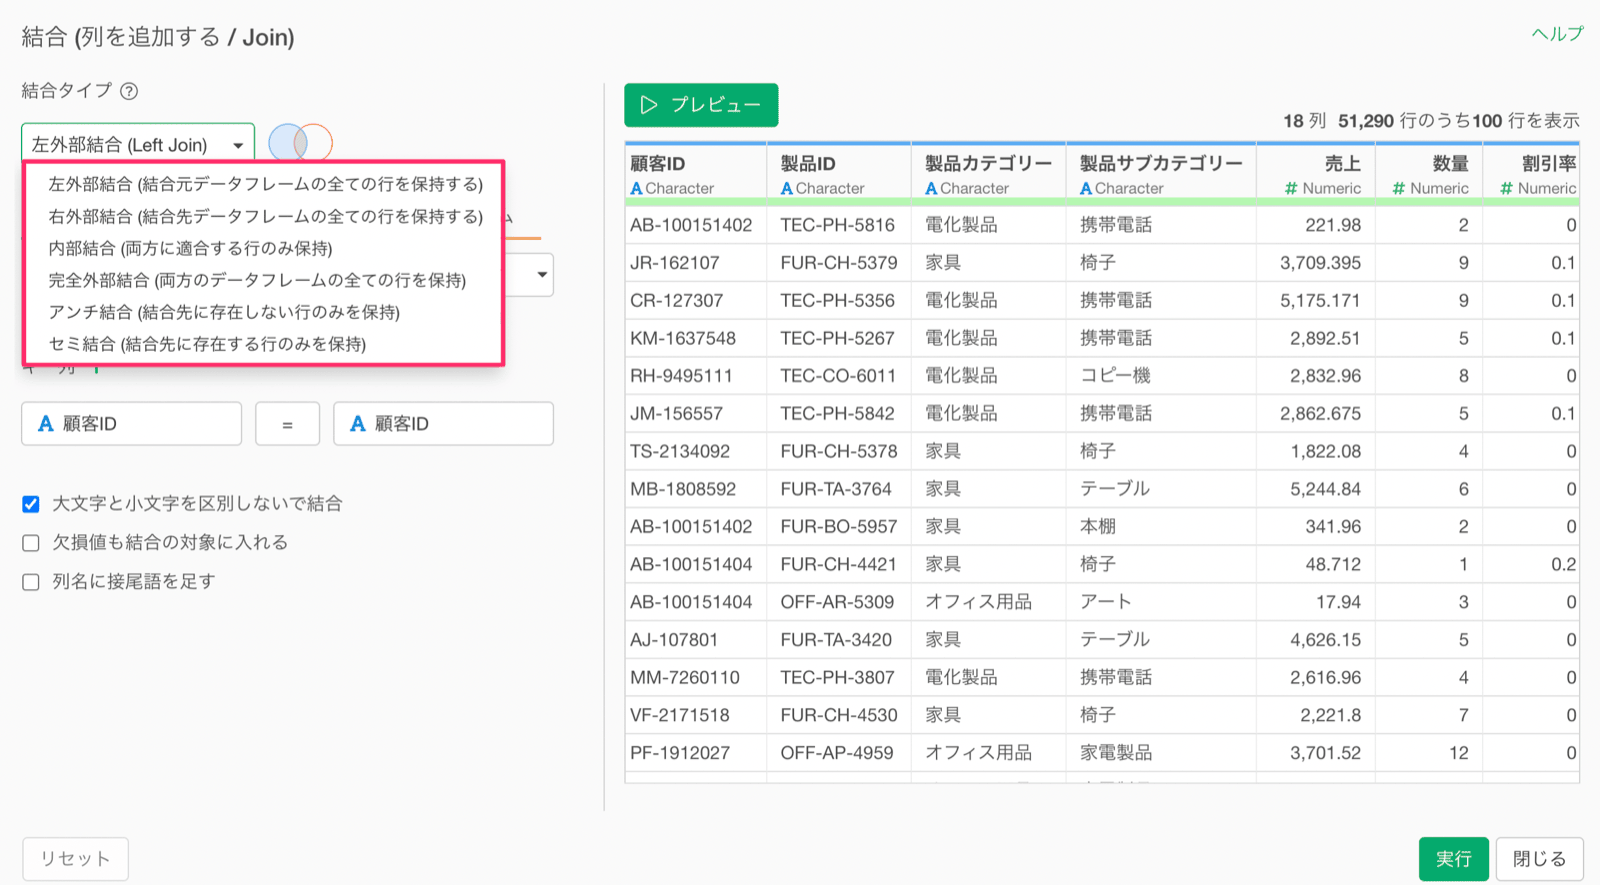 結合 (列を追加する / Join)
ヘルプ
結合タイプ ?
左外部結合 (Left Join)
左外部結合 (結合元データフレームの全ての行を保持する)
右外部結合 (結合先データフレームの全ての行を保持する)
内部結合 (両方に適合する行のみ保持)
完全外部結合 (両方のデータフレームの全ての行を保持)
アンチ結合 (結合先に存在しない行のみを保持)
セミ結合 (結合先に存在する行のみを保持)
A 顧客ID = A 顧客ID
大文字と小文字を区別しないで結合
欠損値も結合の対象に入れる
列名に接尾語を足す
プレビュー
18 列 51,290 行のうち100 行を表示
顧客ID 製品ID 製品カテゴリー 製品サブカテゴリー 売上 数量 割引率
A Character A Character A Character A Character # Numeric # Numeric # Numeric
AB-100151402 TEC-PH-5816 電化製品 携帯電話 221.98 2 0
JR-162107 FUR-CH-5379 家具 椅子 3,709.395 9 0.1
CR-127307 TEC-PH-5356 電化製品 携帯電話 5,175.171 9 0.1
KM-1637548 TEC-PH-5267 電化製品 携帯電話 2,892.51 5 0.1
RH-9495111 TEC-CO-6011 電化製品 コピー機 2,832.96 8 0
JM-156557 TEC-PH-5842 電化製品 携帯電話 2,862.675 5 0.1
TS-2134092 FUR-CH-5378 家具 椅子 1,822.08 4 0
MB-1808592 FUR-TA-3764 家具 テーブル 5,244.84 6 0
AB-100151402 FUR-BO-5957 家具 本棚 341.96 2 0
AB-100151404 FUR-CH-4421 家具 椅子 48.712 1 0.2
AB-100151404 OFF-AR-5309 オフィス用品 アート 17.94 3 0
AJ-107801 FUR-TA-3420 家具 テーブル 4,626.15 5 0
MM-7260110 TEC-PH-3807 電化製品 携帯電話 2,616.96 4 0
VF-2171518 FUR-CH-4530 家具 椅子 2,221.8 7 0
PF-1912027 OFF-AP-4959 オフィス用品 家電製品 3,701.52 12 0
リセット
実行
閉じる